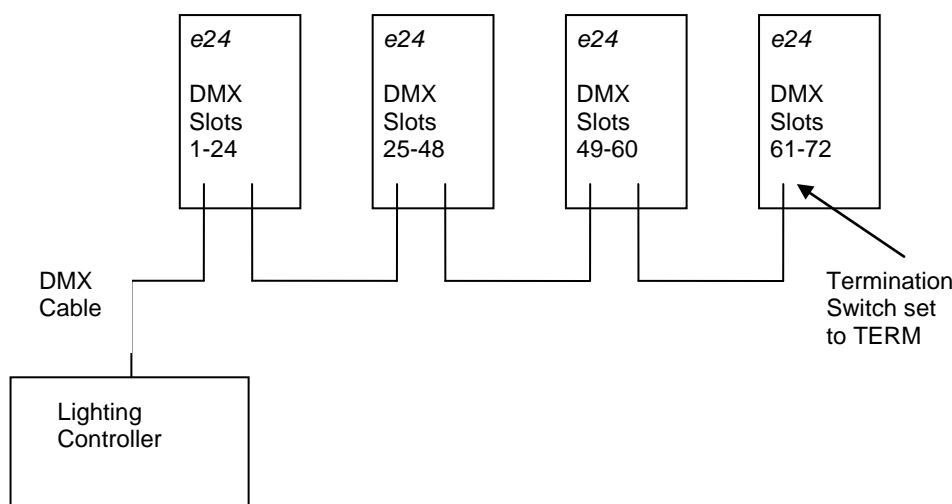 e24
DMX
Slots
1-24
e24
DMX
Slots
25-48
e24
DMX
Slots
49-60
e24
DMX
Slots
61-72
DMX
Cable
Termination
Switch set
to TERM
Lighting
Controller